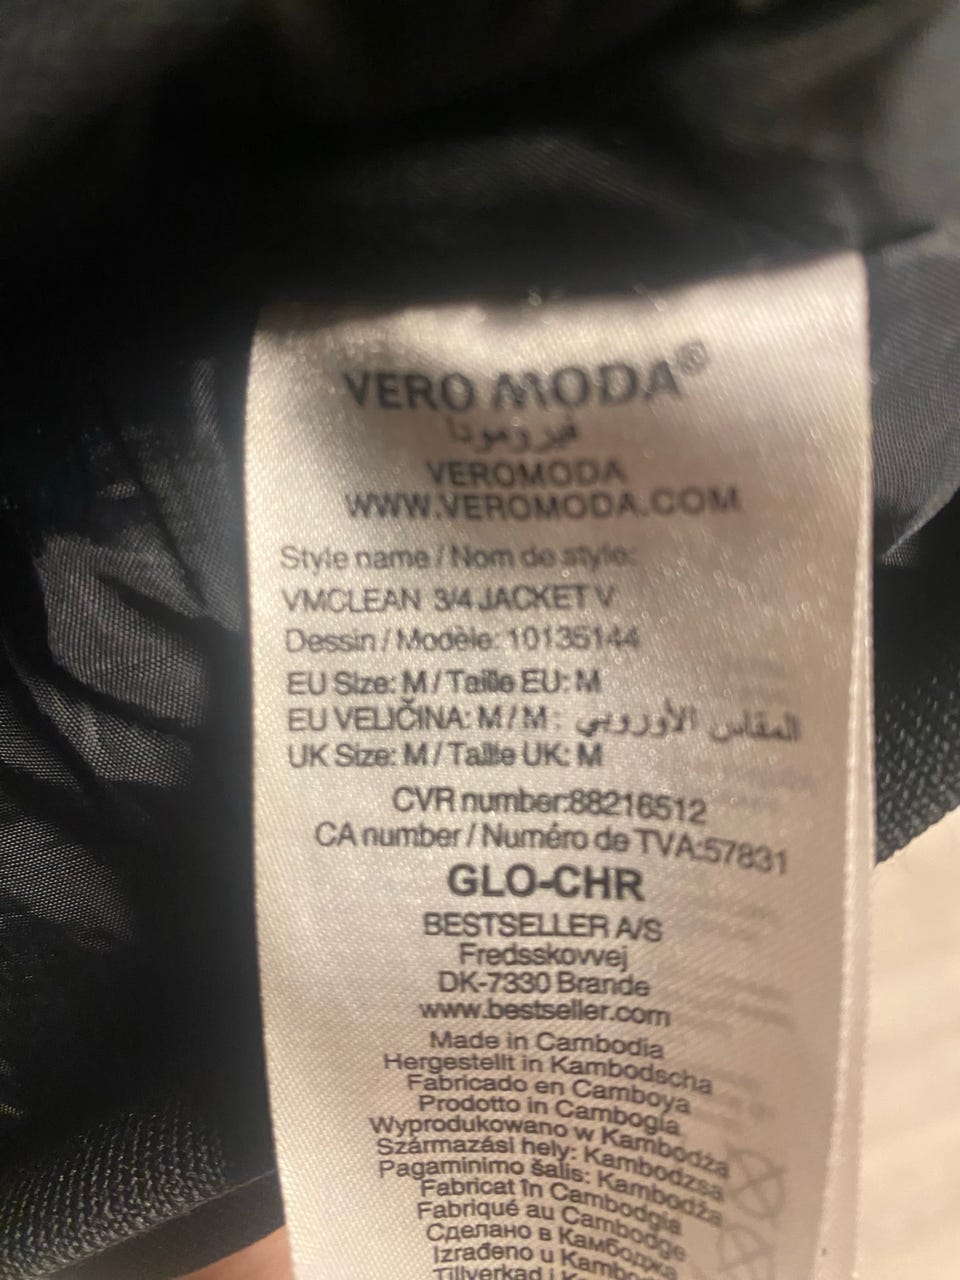 VERO MODA®
فيرومودا
VEROMODA
WWW.VEROMODA.COM
Style name / Nom de style:
VMCLEAN 3/4 JACKET V
Dessin / Modèle: 10135144
EU Size: M / Taille EU: M
EU VELIČINA: M / M : المقاس الأوروبي
UK Size: M / Taille UK: M
CVR number:88216512
CA number / Numéro de TVA:57831
GLO-CHR
BESTSELLER A/S
Fredsskovvej
DK-7330 Brande
www.bestseller.com
Made in Cambodia
Hergestellt in Kambodscha
Fabricado en Camboya
Prodotto in Cambogia
Wyprodukowano w Kambodża
Származási hely: Kambodzsa
Pagaminimo šalis: Kambodža
Fabricat în Cambodgia
Fabriqué au Cambodge
Сделано в Камбоджа
Izrađeno u Kambo
Tillverkad i K